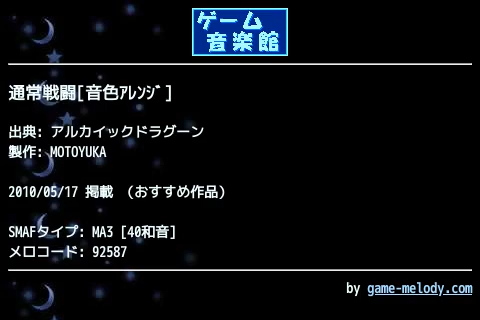 ゲーム
音楽館
通常戦闘[音色ｱﾚﾝｼﾞ]
出典: アルカイックドラグーン
製作: MOTOYUKA
2010/05/17 掲載 (おすすめ作品)
SMAFタイプ: MA3 [40和音]
メロコード: 92587
by game-melody.com